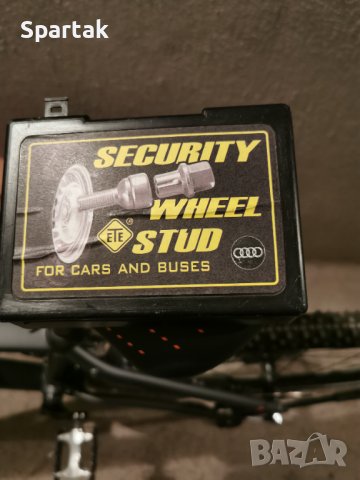 Spartak
SECURITY
WHEEL
STUD
ETE ®
FOR CARS AND BUSES
BAZAR